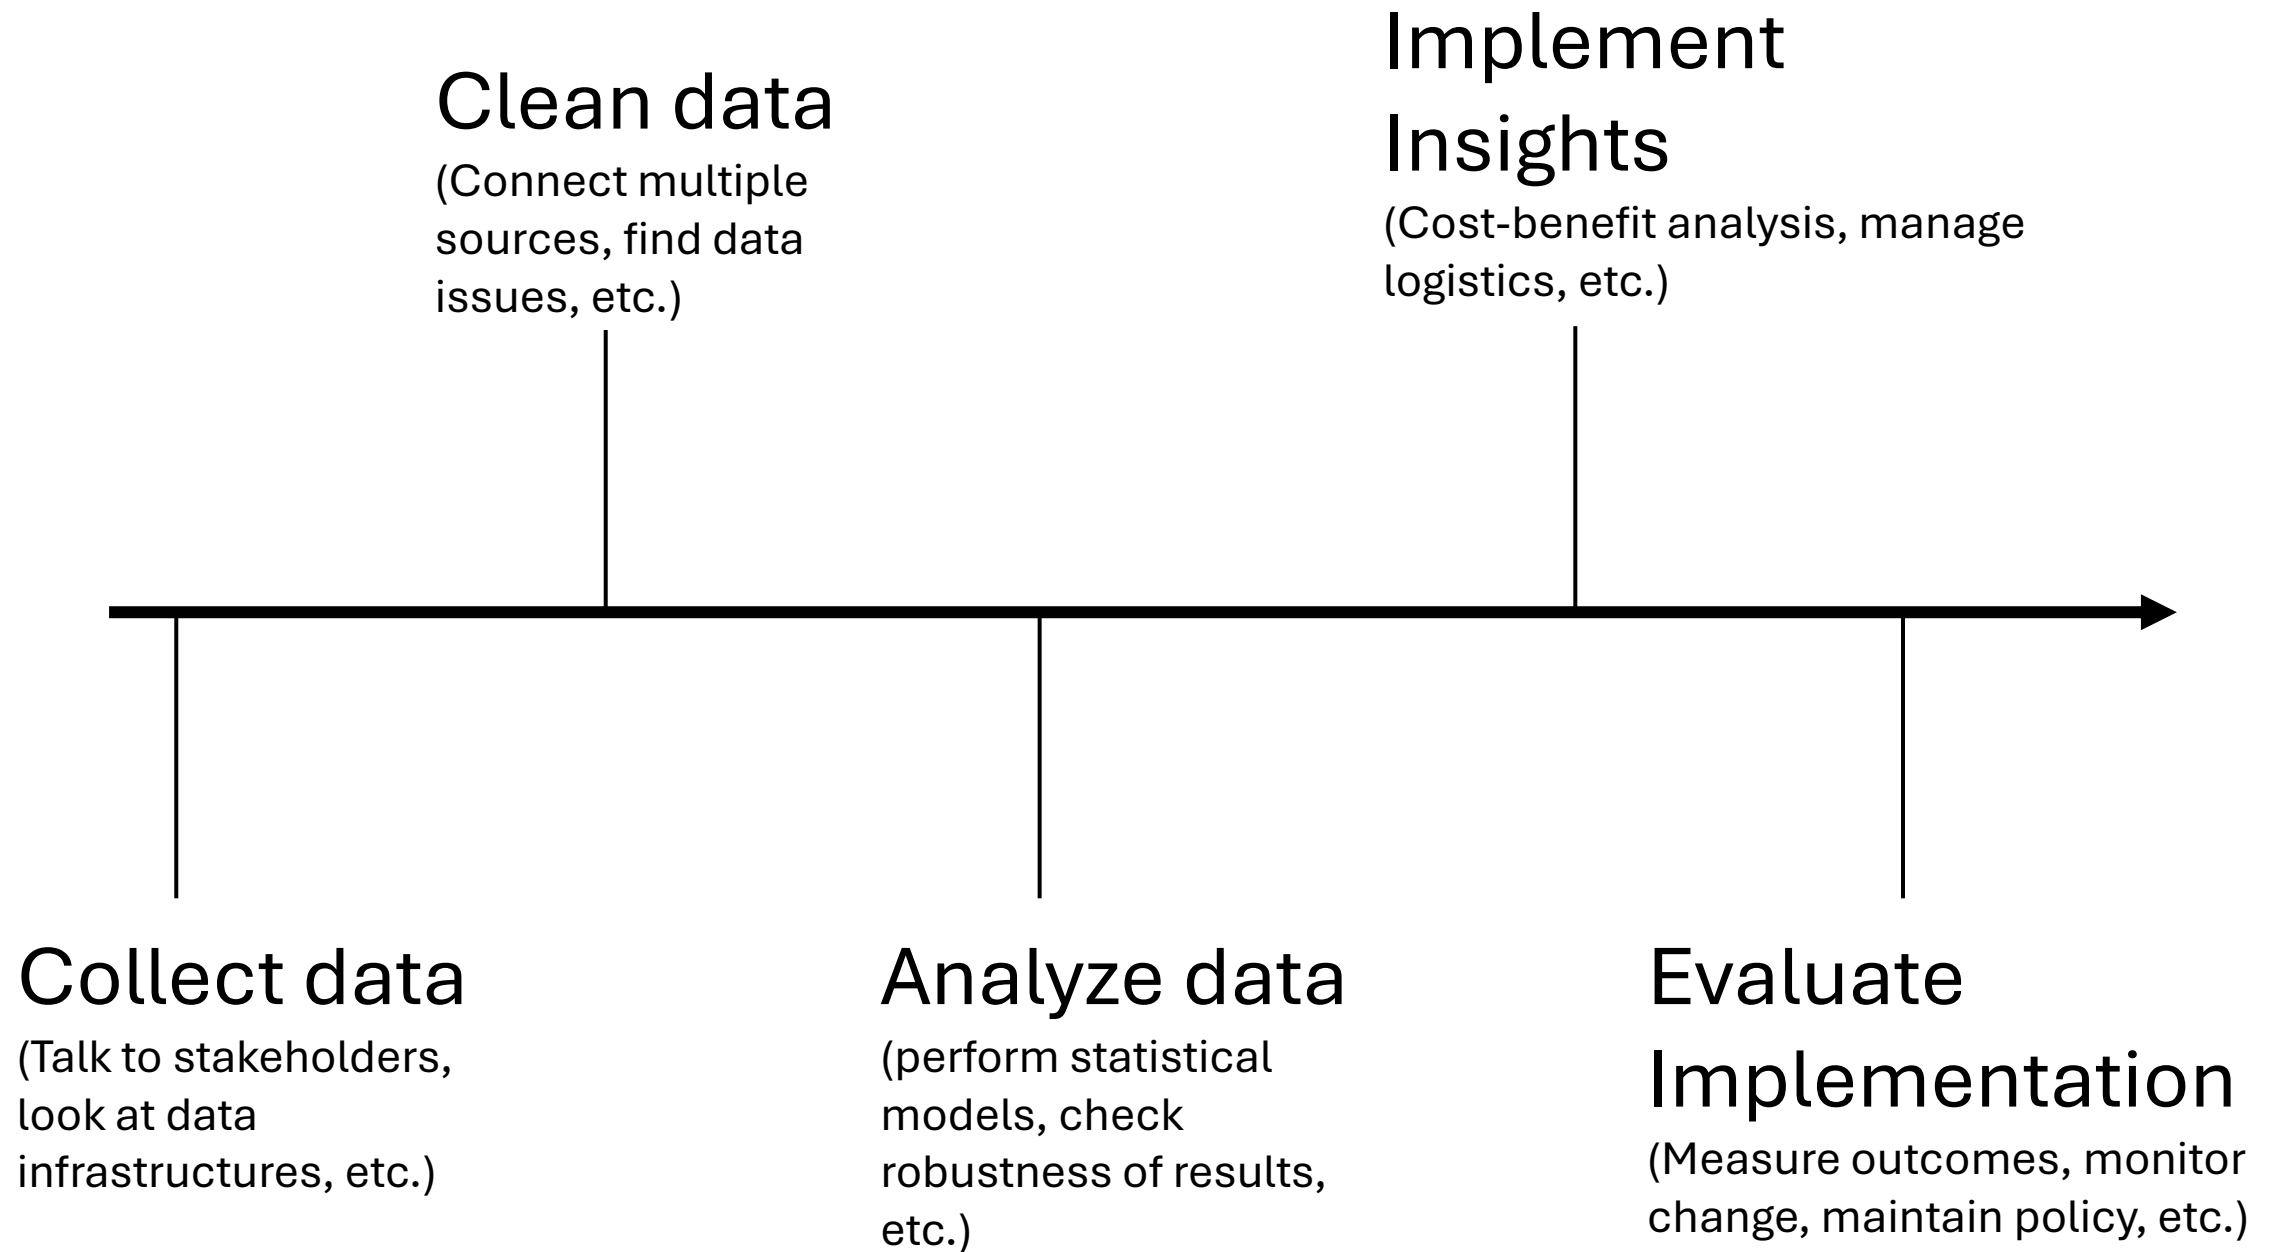 Collect data
(Talk to stakeholders,
look at data
infrastructures, etc.)
Clean data
(Connect multiple
sources, find data
issues, etc.)
Analyze data
(perform statistical
models, check
robustness of results,
etc.)
Implement
Insights
(Cost-benefit analysis, manage
logistics, etc.)
Evaluate
Implementation
(Measure outcomes, monitor
change, maintain policy, etc.)